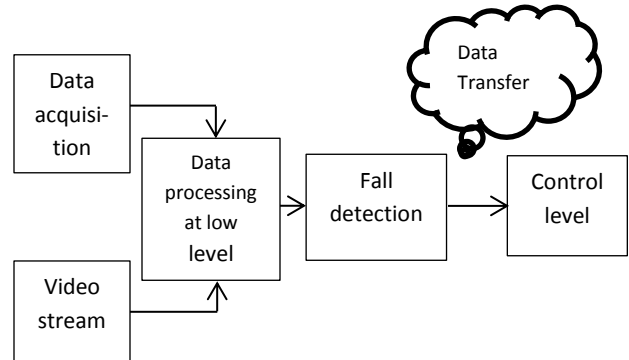 Data
acquisi-
tion
Video
stream
Data
processing
at low
level
Fall
detection
Data
Transfer
Control
level